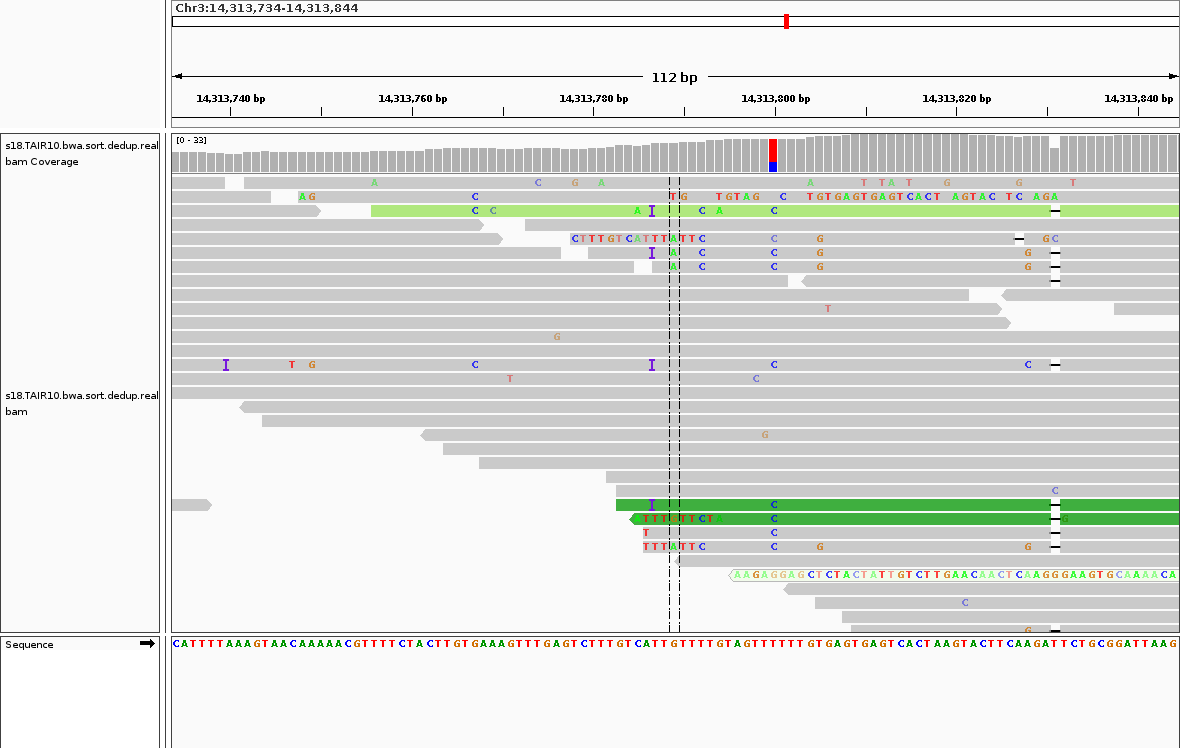 Chr3:14,313,734-14,313,844
112 bp
14,313,740 bp 14,313,760 bp 14,313,780 bp 14,313,800 bp 14,313,820 bp 14,313,840 bp
s18.TAIR10.bwa.sort.dedup.real
bam Coverage
[0 - 33]
A C G A A T T A T G G T
A G C T G T G T A G C T G T G A G T G A G T C A C T A G T A C T C A G A
C C A I C A C
C T T T G T C A T T T A T T C C G G C
I A C C G G
A C C G G
T
G
I T G C I C C
T C
s18.TAIR10.bwa.sort.dedup.real
bam
G
C
I C
T C
T T T A T T C C G G
A A G A G G A G C T C T A C T A T T G T C T T G A A C A A C T C A A G G G A A G T G C A A A A C A
C
G
Sequence
CATTTTAAAGTAACAAAAACGTTTTCTACTTGTGAAAGTTTGAGTCTTTGTCATTGTTTTGTAGTTTTTTGTGAGTGAGTCACTAAGTACTTCAAGATTCTGCGGATTAAG